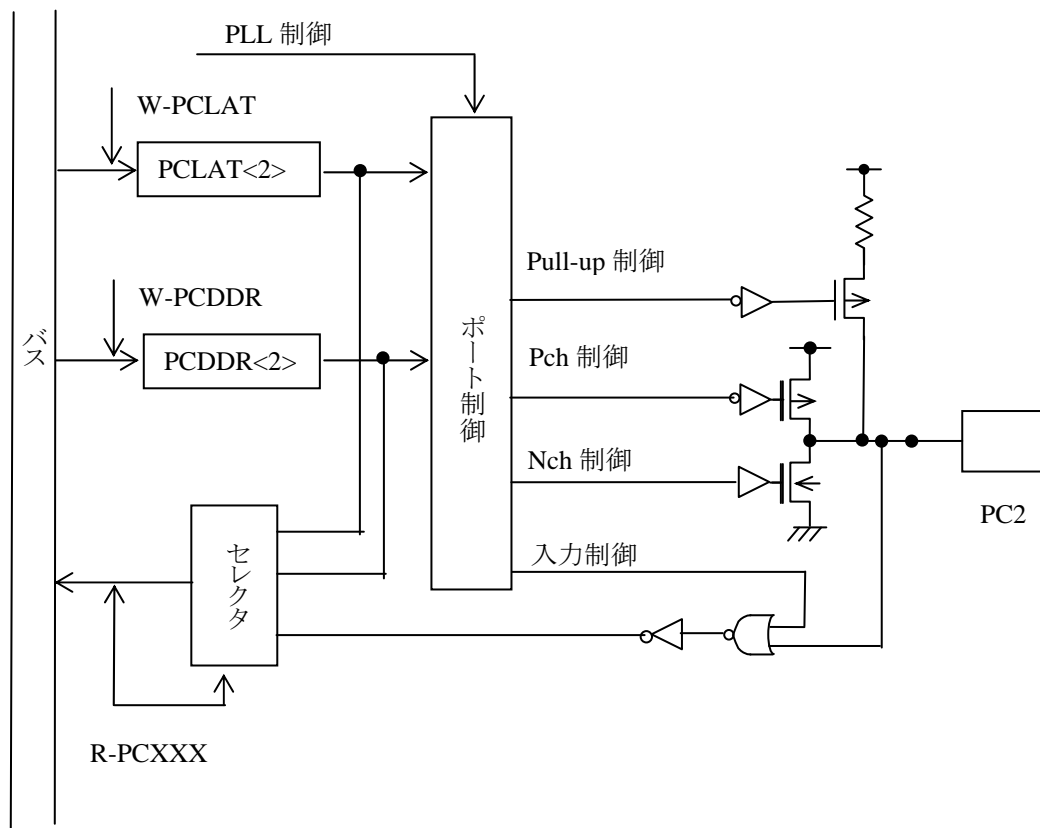 PLL 制御
W-PCLAT
PCLAT<2>
Pull-up 制御
W-PCDDR
バス
PCDDR<2>
ポート制御
Pch 制御
Nch 制御
PC2
セレクタ
入力制御
R-PCXXX